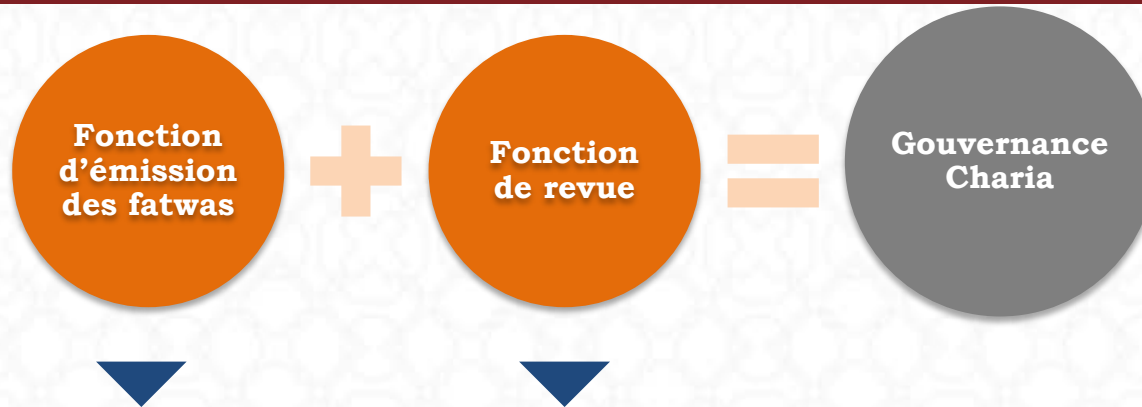 Fonction
d’émission
des fatwas
Fonction
de revue
Gouvernance
Charia